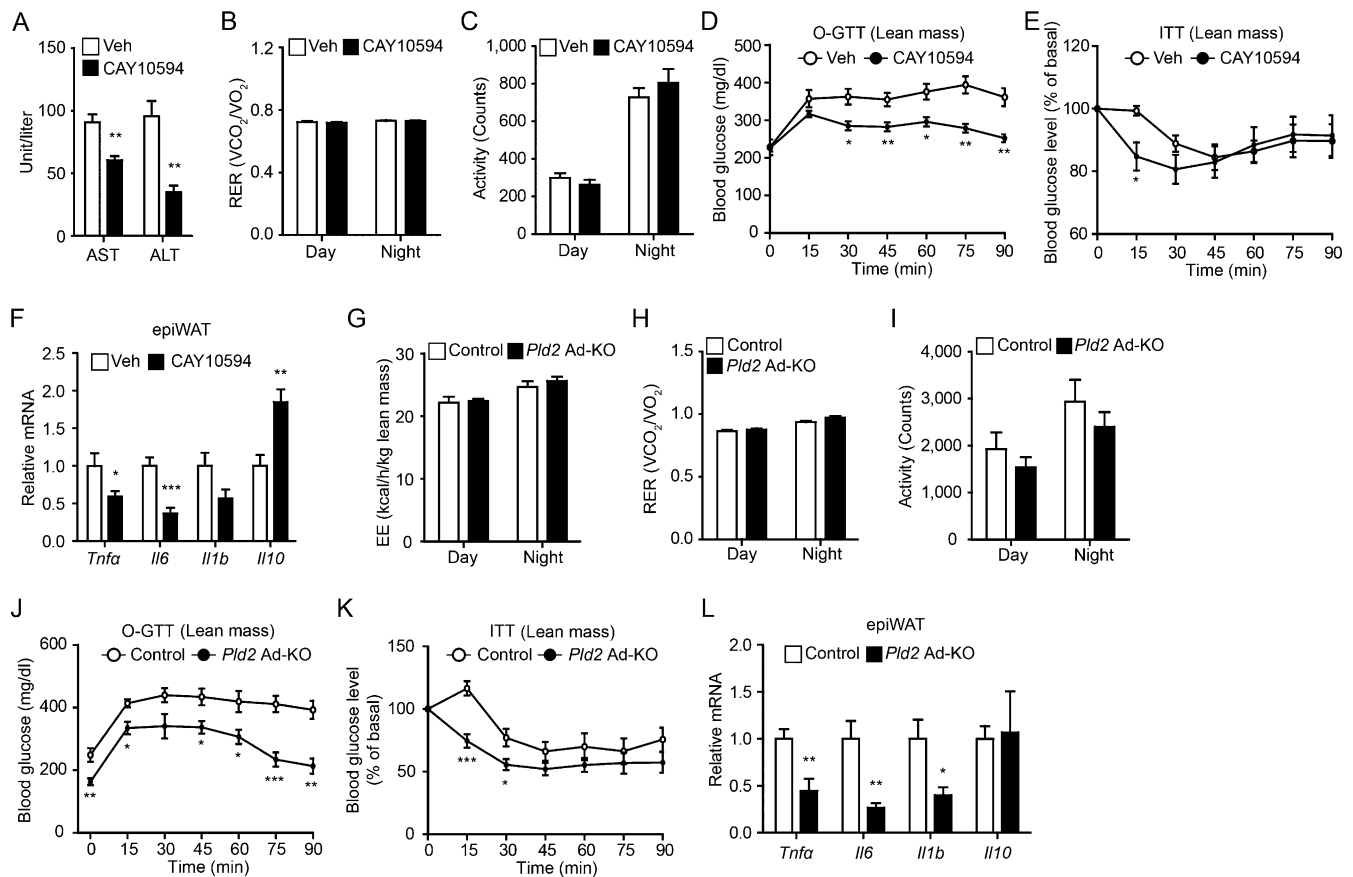 A
Veh
CAY10594
Unit/liter
150
100
50
0
**
**
AST
ALT
B
Veh
CAY10594
RER (VCO2/VO2)
1.2
0.8
0.4
0.0
Day
Night
C
Veh
CAY10594
Activity (Counts)
1,000
800
600
400
200
0
Day
Night
D
O-GTT (Lean mass)
Veh
CAY10594
Blood glucose (mg/dl)
500
400
300
200
100
0
*
**
*
**
**
0 15 30 45 60 75 90
Time (min)
E
ITT (Lean mass)
Veh
CAY10594
Blood glucose level (% of basal)
120
100
80
60
*
0 15 30 45 60 75 90
Time (min)
F
epiWAT
Veh
CAY10594
Relative mRNA
2.5
2.0
1.5
1.0
0.5
0.0
*
***
**
Tnfα
Il6
Il1b
Il10
G
Control
Pld2 Ad-KO
EE (kcal/h/kg lean mass)
30
20
10
0
Day
Night
H
Control
Pld2 Ad-KO
RER (VCO2/VO2)
1.5
1.0
0.5
0.0
Day
Night
I
Control
Pld2 Ad-KO
Activity (Counts)
4,000
3,000
2,000
1,000
0
Day
Night
J
O-GTT (Lean mass)
Control
Pld2 Ad-KO
Blood glucose (mg/dl)
600
400
200
0
**
*
*
*
***
**
0 15 30 45 60 75 90
Time (min)
K
ITT (Lean mass)
Control
Pld2 Ad-KO
Blood glucose level
(% of basal)
150
100
50
0
***
*
0 15 30 45 60 75 90
Time (min)
L
epiWAT
Control
Pld2 Ad-KO
Relative mRNA
2.0
1.5
1.0
0.5
0.0
**
**
*
Tnfα
Il6
Il1b
Il10